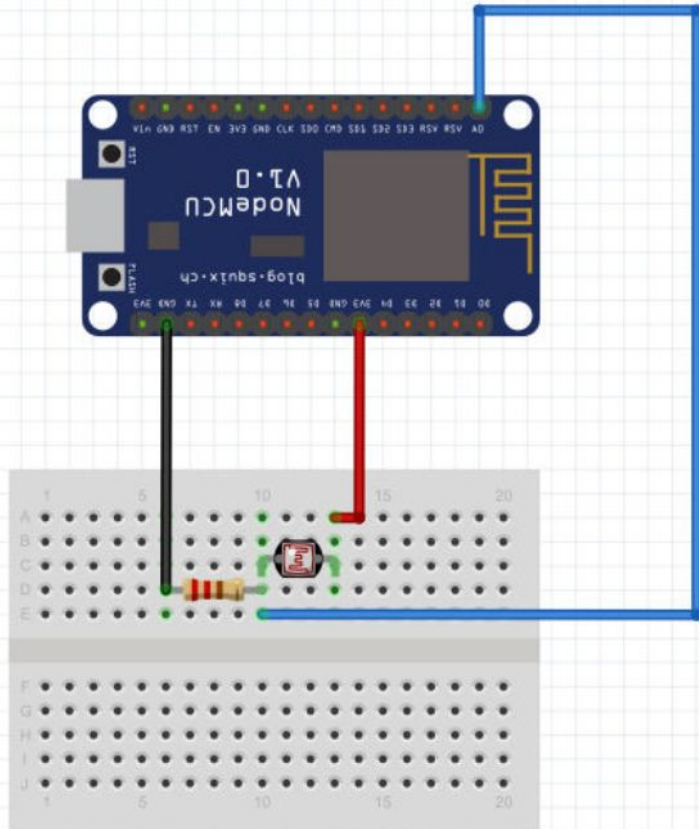 Vin GND RST EN 3V3 GND CLK SD0 CMD SD1 SD2 SD3 RSV RSV A0
RST
NodeMCU
V1.0
FLASH
blog.squix.ch
3V3 GND TX RX D8 D7 D6 D5 GND 3V3 D4 D3 D2 D1 D0
1 5 10 15 20
A
B
C
D
E
F
G
H
I
J
1 5 10 15 20